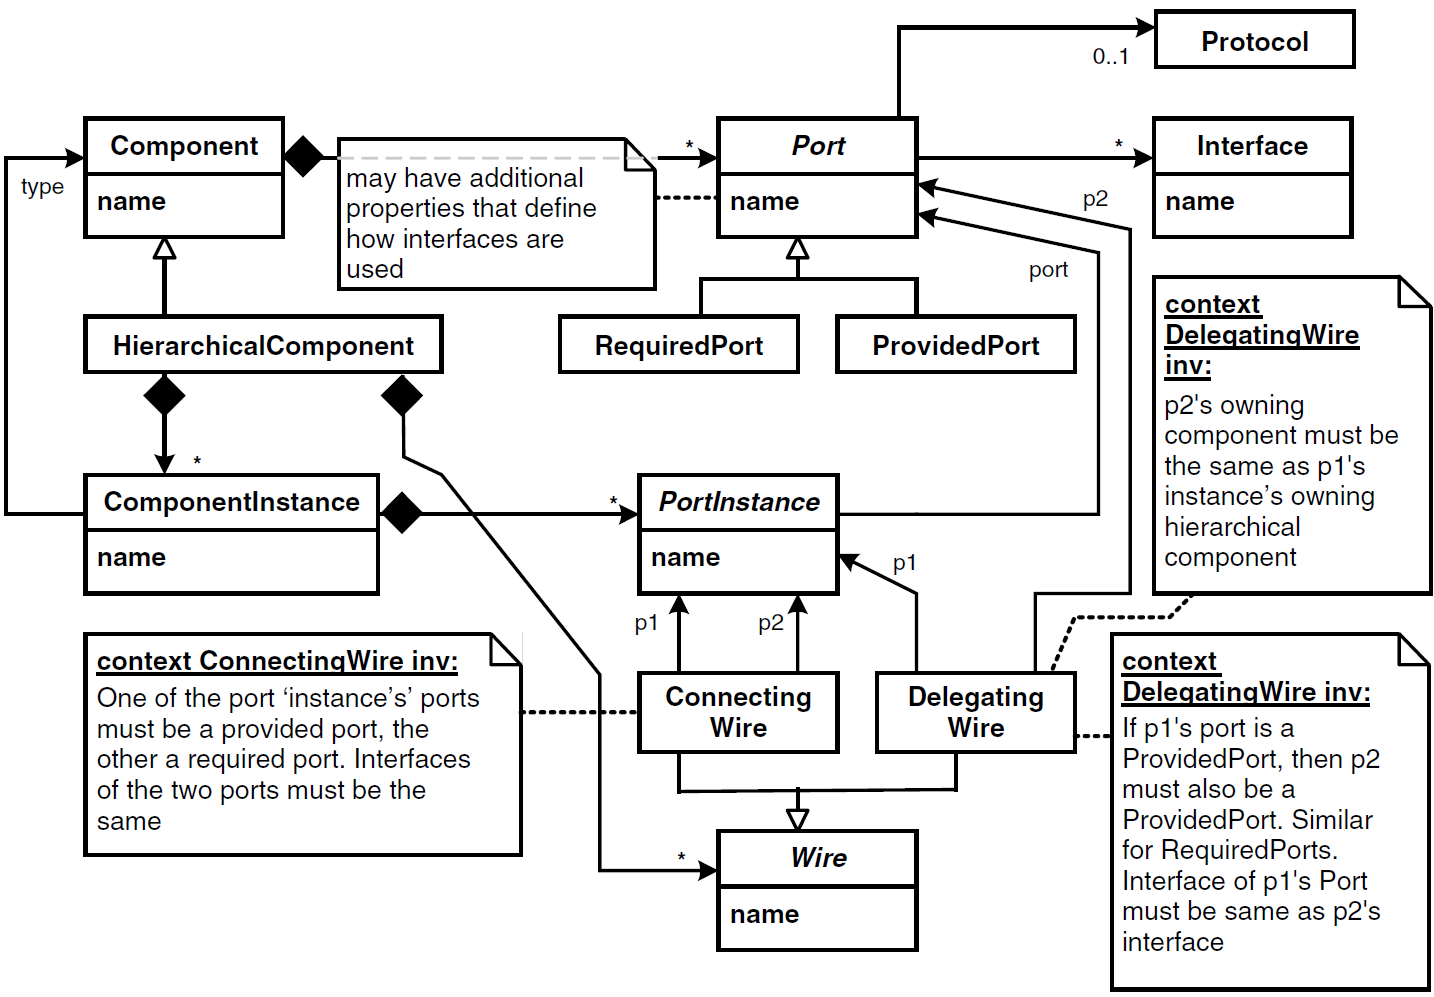 Protocol
0..1
Component
name
type
*
Port
name
*
Interface
name
may have additional
properties that define
how interfaces are
used
p2
port
HierarchicalComponent
RequiredPort
ProvidedPort
context
DelegatingWire
inv:
p2's owning
component must be
the same as p1's
instance’s owning
hierarchical
component
*
ComponentInstance
name
*
PortInstance
name
p1
p1
p2
context ConnectingWire inv:
One of the port ‘instance’s’ ports
must be a provided port, the
other a required port. Interfaces
of the two ports must be the
same
Connecting
Wire
Delegating
Wire
context
DelegatingWire inv:
If p1's port is a
ProvidedPort, then p2
must also be a
ProvidedPort. Similar
for RequiredPorts.
Interface of p1's Port
must be same as p2's
interface
*
Wire
name